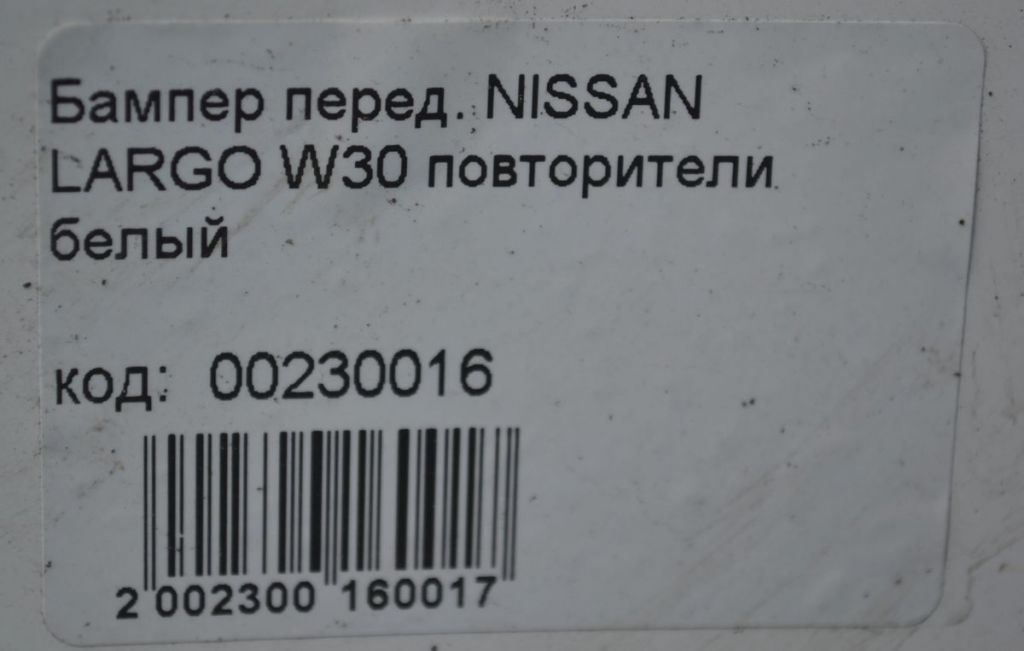 Бампер перед. NISSAN
LARGO W30 повторители
белый
код: 00230016
2 002300 160017